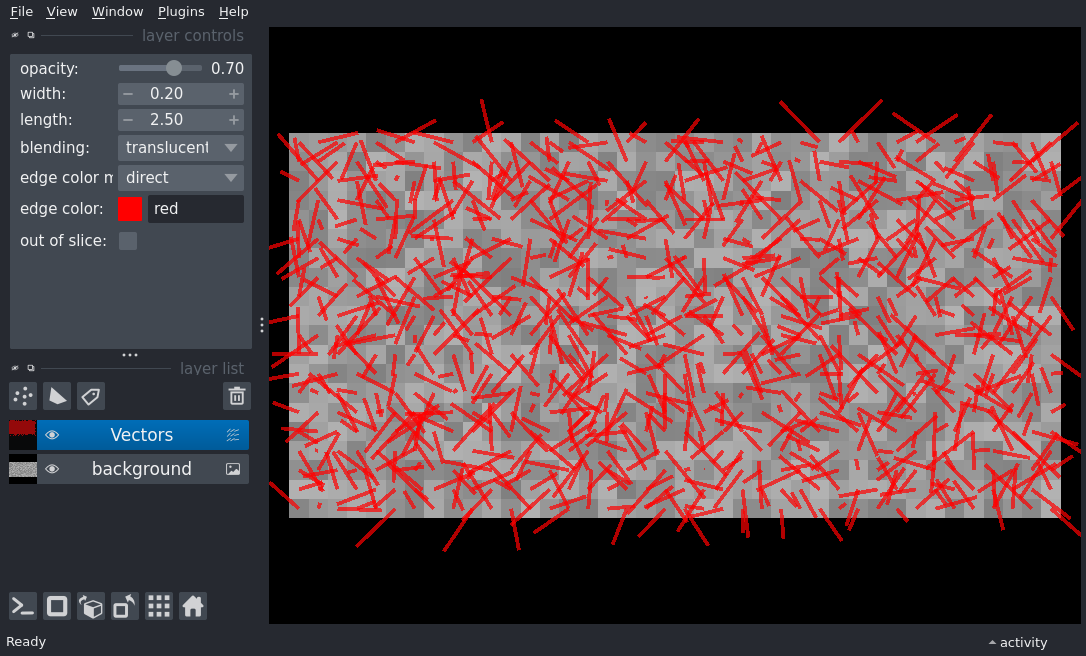 File View Window Plugins Help
layer controls
opacity: 0.70
width: − 0.20 +
length: − 2.50 +
blending: translucent
edge color m direct
edge color: red
out of slice:
layer list
Vectors
background
Ready
activity